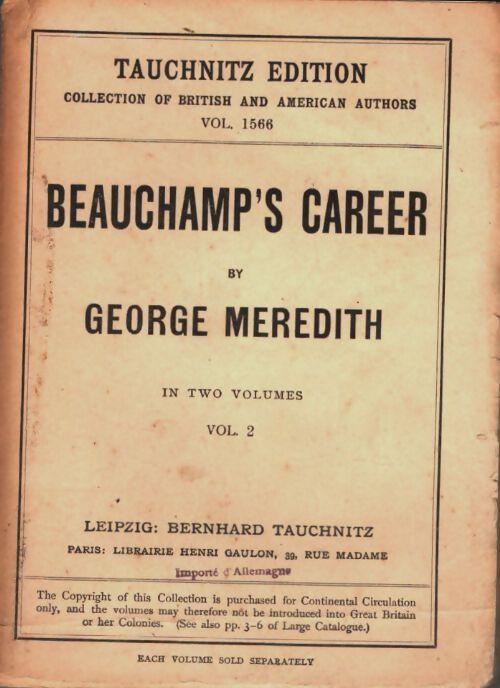 TAUCHNITZ EDITION
COLLECTION OF BRITISH AND AMERICAN AUTHORS
VOL. 1566
BEAUCHAMP'S CAREER
BY
GEORGE MEREDITH
IN TWO VOLUMES
VOL. 2
LEIPZIG: BERNHARD TAUCHNITZ
PARIS: LIBRAIRIE HENRI GAULON, 39, RUE MADAME
Importé d'Allemagne
The Copyright of this Collection is purchased for Continental Circulation
only, and the volumes may therefore not be introduced into Great Britain
or her Colonies. (See also pp. 3-6 of Large Catalogue.)
EACH VOLUME SOLD SEPARATELY